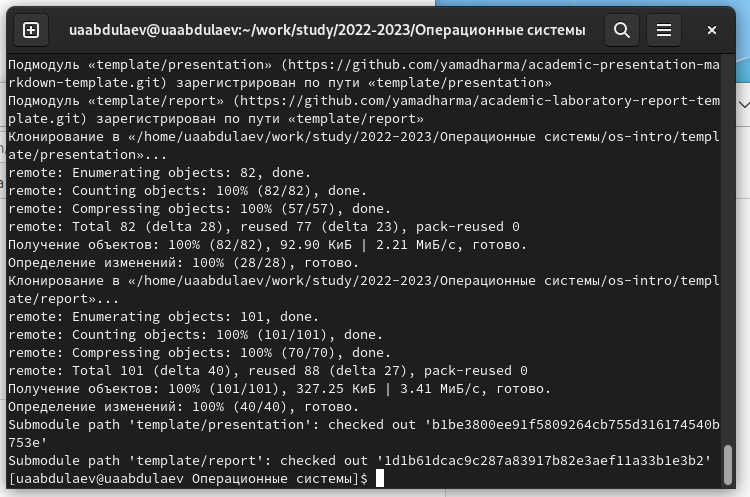 uaabdulaev@uaabdulaev:~/work/study/2022-2023/Операционные системы
Подмодуль «template/presentation» (https://github.com/yamadharma/academic-presentation-ma
rkdown-template.git) зарегистрирован по пути «template/presentation»
Подмодуль «template/report» (https://github.com/yamadharma/academic-laboratory-report-tem
plate.git) зарегистрирован по пути «template/report»
Клонирование в «/home/uaabdulaev/work/study/2022-2023/Операционные системы/os-intro/templ
ate/presentation»...
remote: Enumerating objects: 82, done.
remote: Counting objects: 100% (82/82), done.
remote: Compressing objects: 100% (57/57), done.
remote: Total 82 (delta 28), reused 77 (delta 23), pack-reused 0
Получение объектов: 100% (82/82), 92.90 КиБ | 2.21 МиБ/с, готово.
Определение изменений: 100% (28/28), готово.
Клонирование в «/home/uaabdulaev/work/study/2022-2023/Операционные системы/os-intro/templ
ate/report»...
remote: Enumerating objects: 101, done.
remote: Counting objects: 100% (101/101), done.
remote: Compressing objects: 100% (70/70), done.
remote: Total 101 (delta 40), reused 88 (delta 27), pack-reused 0
Получение объектов: 100% (101/101), 327.25 КиБ | 3.41 МиБ/с, готово.
Определение изменений: 100% (40/40), готово.
Submodule path 'template/presentation': checked out 'b1be3800ee91f5809264cb755d316174540b
753e'
Submodule path 'template/report': checked out '1d1b61dcac9c287a83917b82e3aef11a33b1e3b2'
[uaabdulaev@uaabdulaev Операционные системы]$